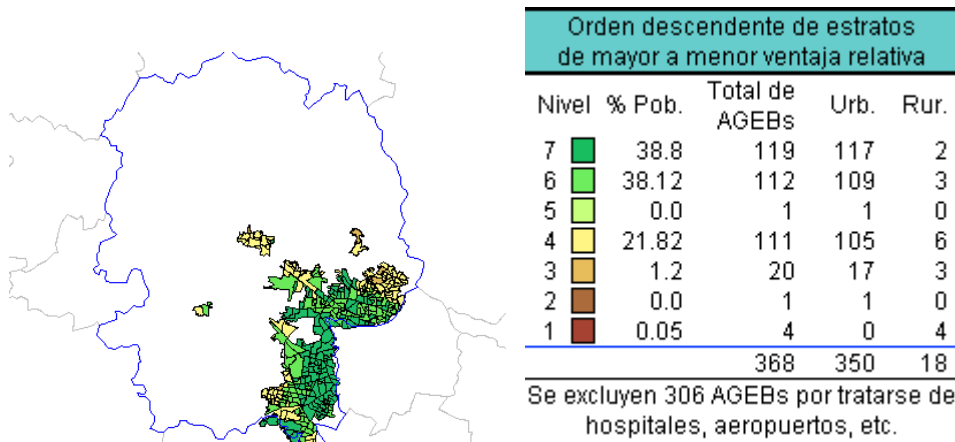 Orden descendente de estratos
de mayor a menor ventaja relativa
Nivel % Pob. Total de AGEBs Urb. Rur.
7 38.8 119 117 2
6 38.12 112 109 3
5 0.0 1 1 0
4 21.82 111 105 6
3 1.2 20 17 3
2 0.0 1 1 0
1 0.05 4 0 4
368 350 18
Se excluyen 306 AGEBs por tratarse de
hospitales, aeropuertos, etc.